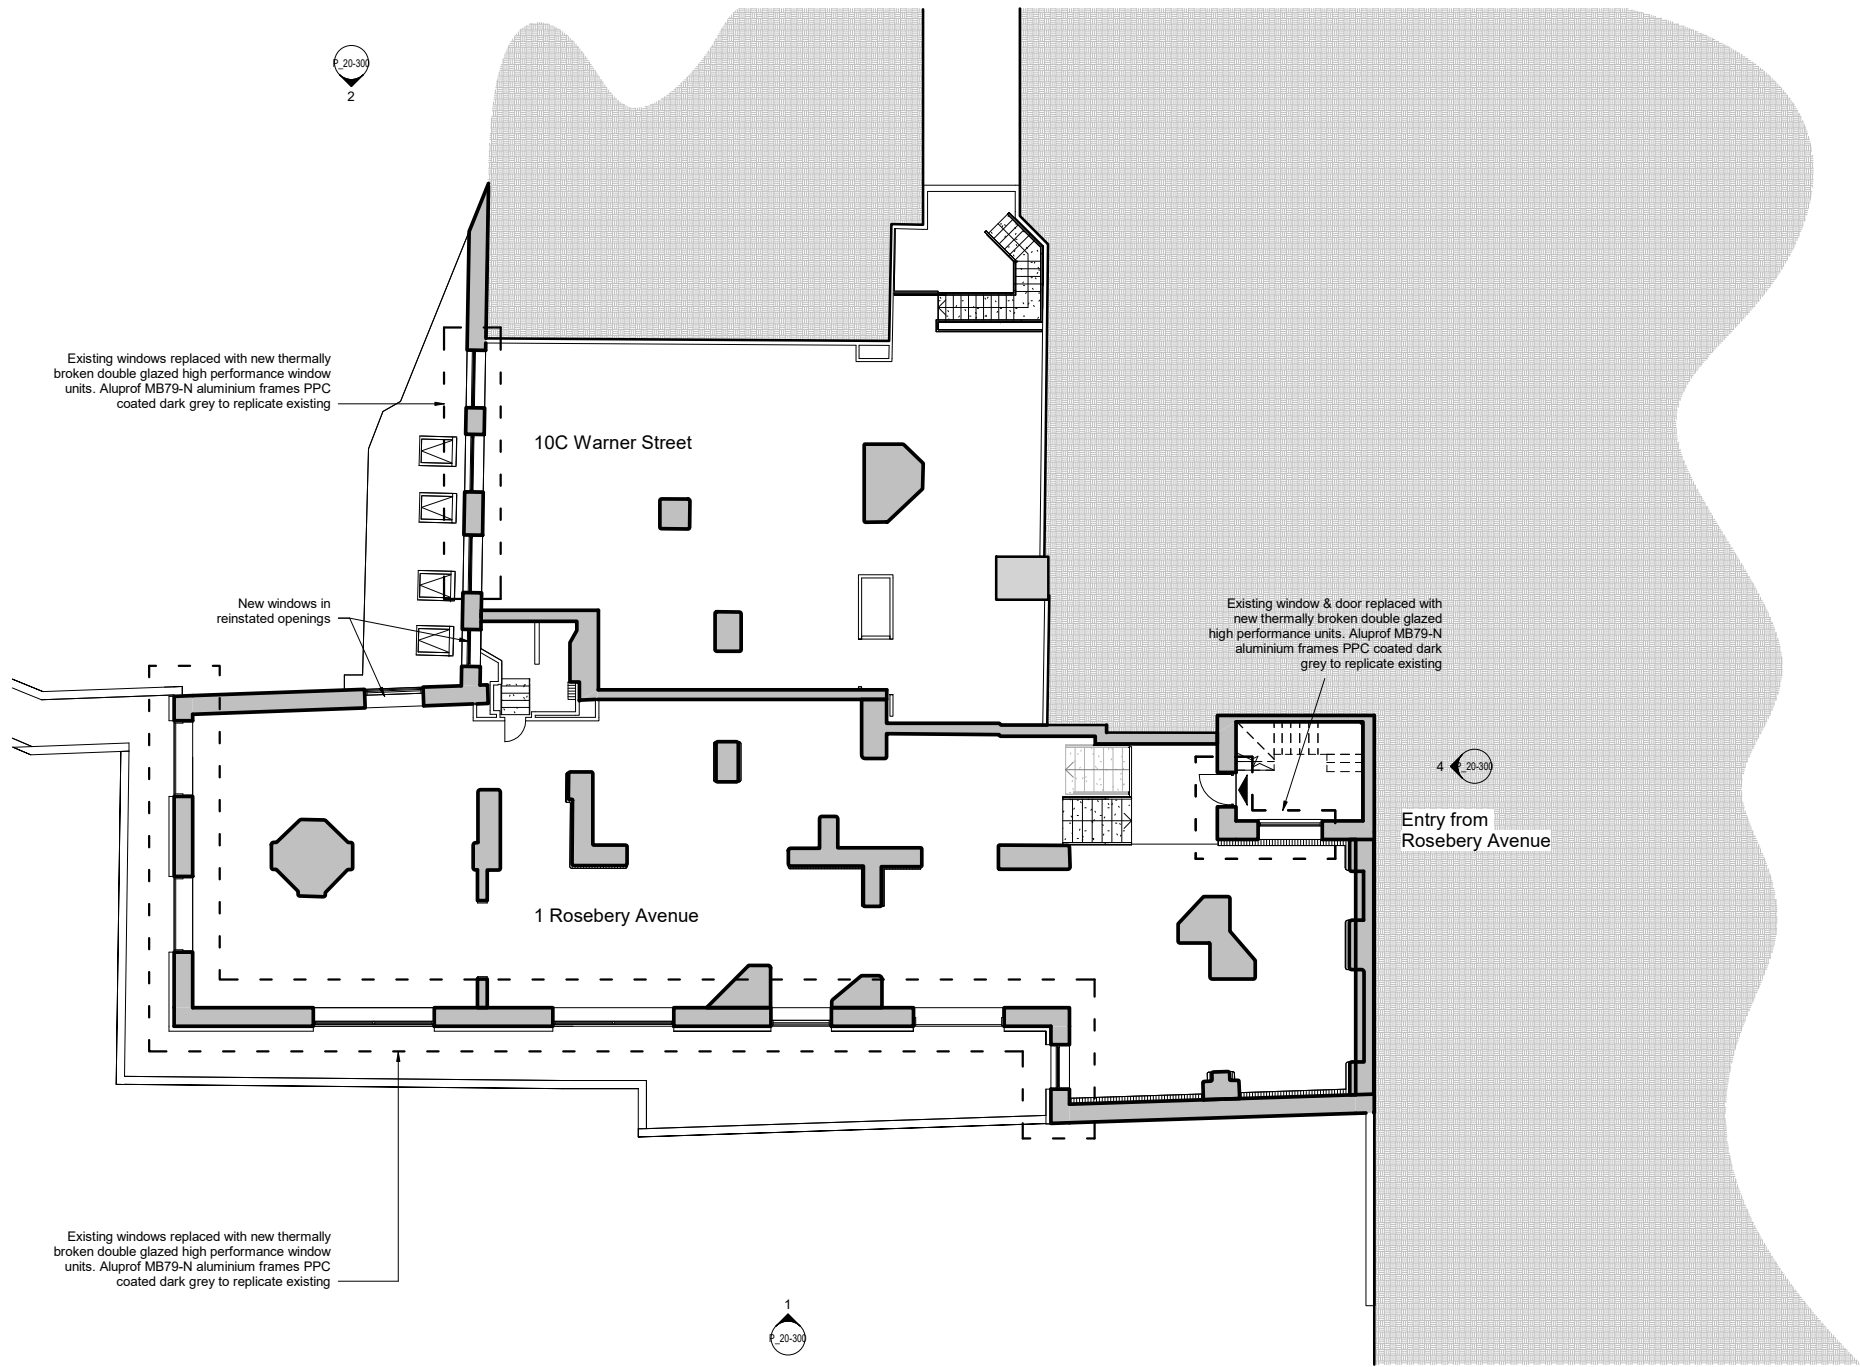 P_20-300
2
Existing windows replaced with new thermally
broken double glazed high performance window
units. Aluprof MB79-N aluminium frames PPC
coated dark grey to replicate existing
10C Warner Street
New windows in
reinstated openings
Existing window & door replaced with
new thermally broken double glazed
high performance units. Aluprof MB79-N
aluminium frames PPC coated dark
grey to replicate existing
4 P_20-300
Entry from
Rosebery Avenue
1 Rosebery Avenue
Existing windows replaced with new thermally
broken double glazed high performance window
units. Aluprof MB79-N aluminium frames PPC
coated dark grey to replicate existing
1
P_20-300